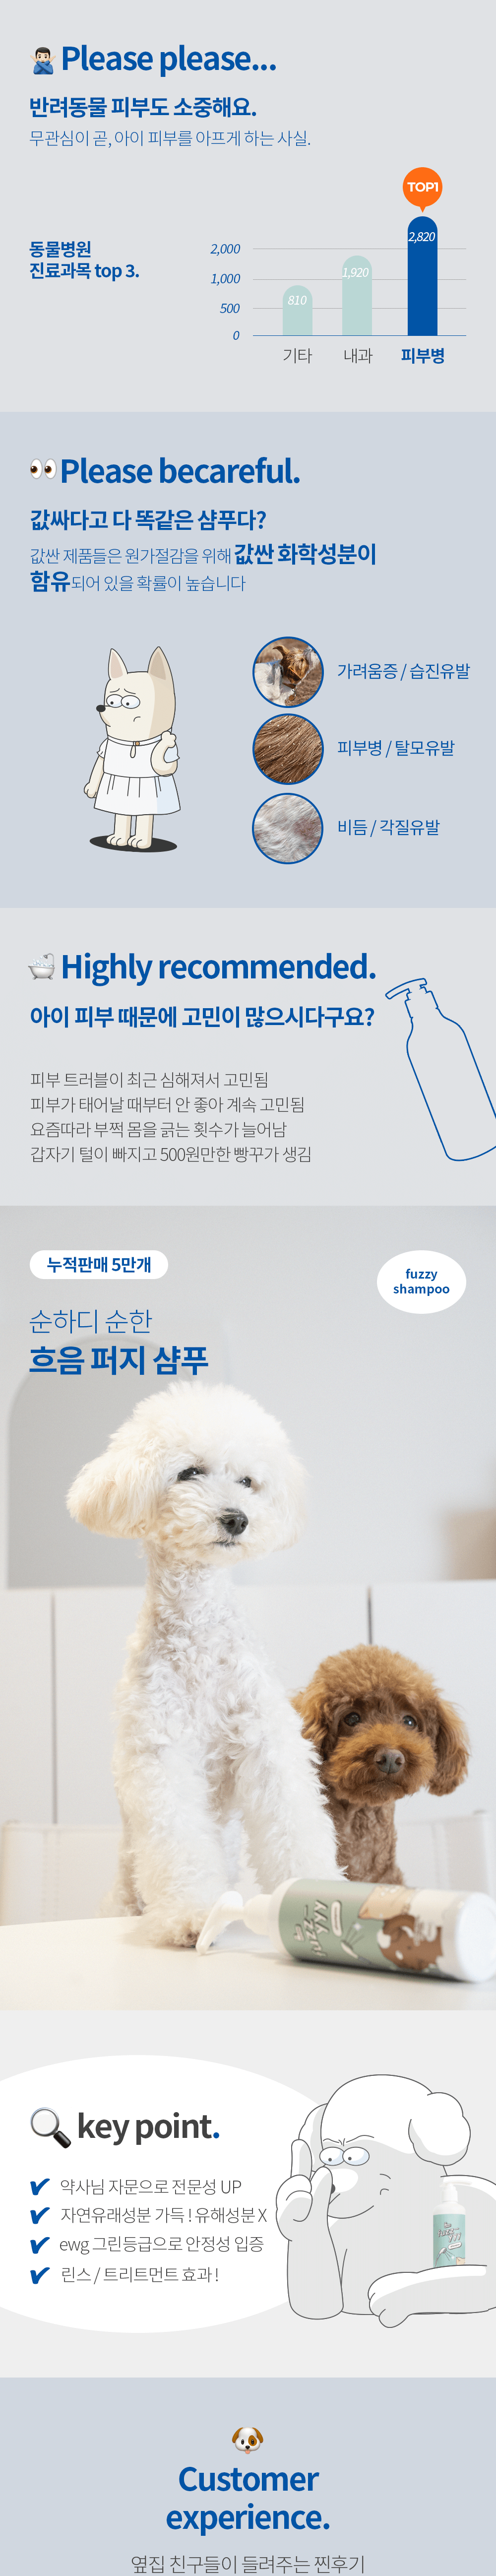 Please please...
반려동물 피부도 소중해요.
무관심이 곧, 아이 피부를 아프게 하는 사실.
TOP1
동물병원
진료과목 top 3.
2,000
1,000
500
0
810
1,920
2,820
기타
내과
피부병
Please becareful.
값싸다고 다 똑같은 샴푸다?
값싼 제품들은 원가절감을 위해 값싼 화학성분이
함유되어 있을 확률이 높습니다
가려움증 / 습진유발
피부병 / 탈모유발
비듬 / 각질유발
Highly recommended.
아이 피부 때문에 고민이 많으시다구요?
피부 트러블이 최근 심해져서 고민됨
피부가 태어날 때부터 안 좋아 계속 고민됨
요즘따라 부쩍 몸을 긁는 횟수가 늘어남
갑자기 털이 빠지고 500원만한 빵꾸가 생김
누적판매 5만개
fuzzy
shampoo
순하디 순한
흐음 퍼지 샴푸
key point.
약사님 자문으로 전문성 UP
자연유래성분 가득 ! 유해성분 X
ewg 그린등급으로 안정성 입증
린스 / 트리트먼트 효과 !
Customer
experience.
옆집 친구들이 들려주는 찐후기